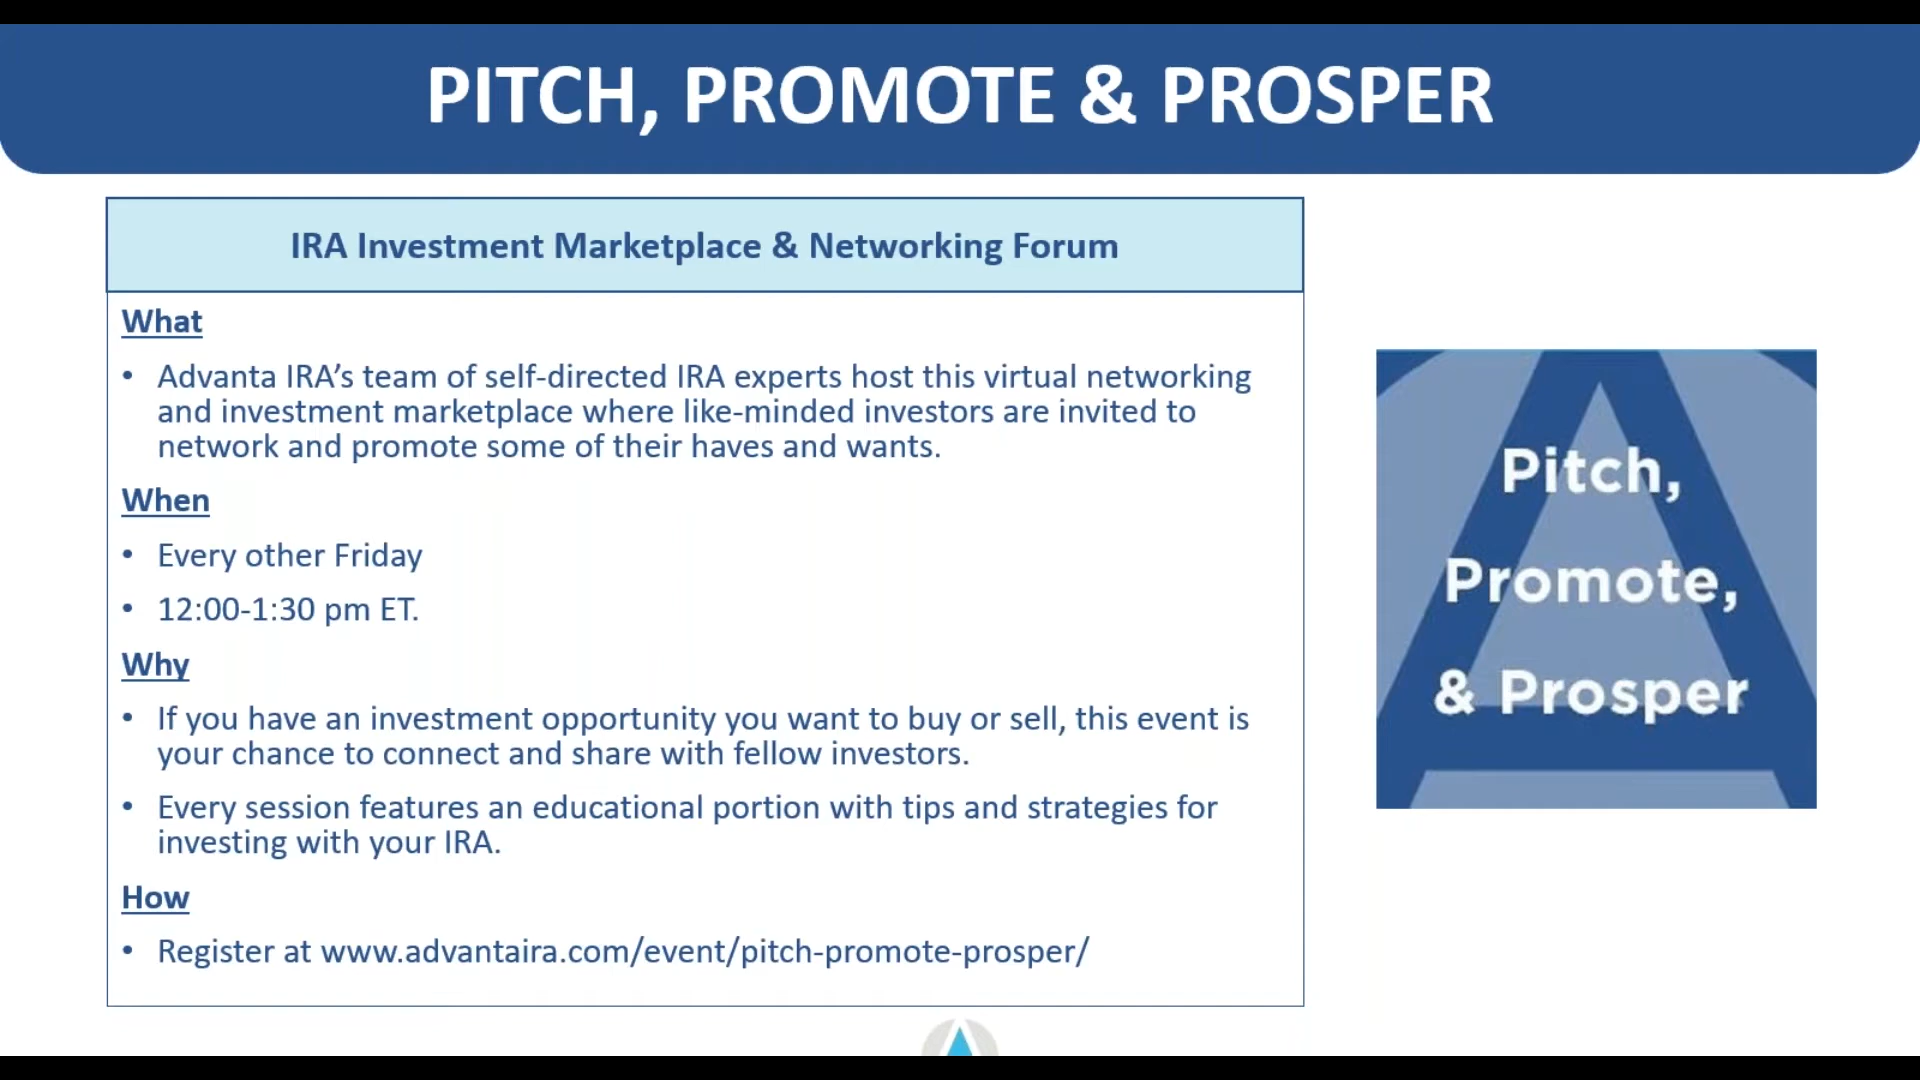 PITCH, PROMOTE & PROSPER
IRA Investment Marketplace & Networking Forum
What
• Advanta IRA’s team of self-directed IRA experts host this virtual networking
and investment marketplace where like-minded investors are invited to
network and promote some of their haves and wants.
When
• Every other Friday
• 12:00-1:30 pm ET.
Why
• If you have an investment opportunity you want to buy or sell, this event is
your chance to connect and share with fellow investors.
• Every session features an educational portion with tips and strategies for
investing with your IRA.
How
• Register at www.advantaira.com/event/pitch-promote-prosper/
Pitch,
Promote,
& Prosper